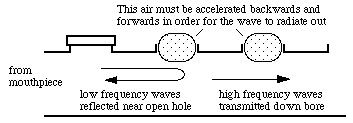 This air must be accelerated backwards and
forwards in order for the wave to radiate out
from
mouthpiece
low frequency waves
reflected near open hole
high frequency waves
transmitted down bore